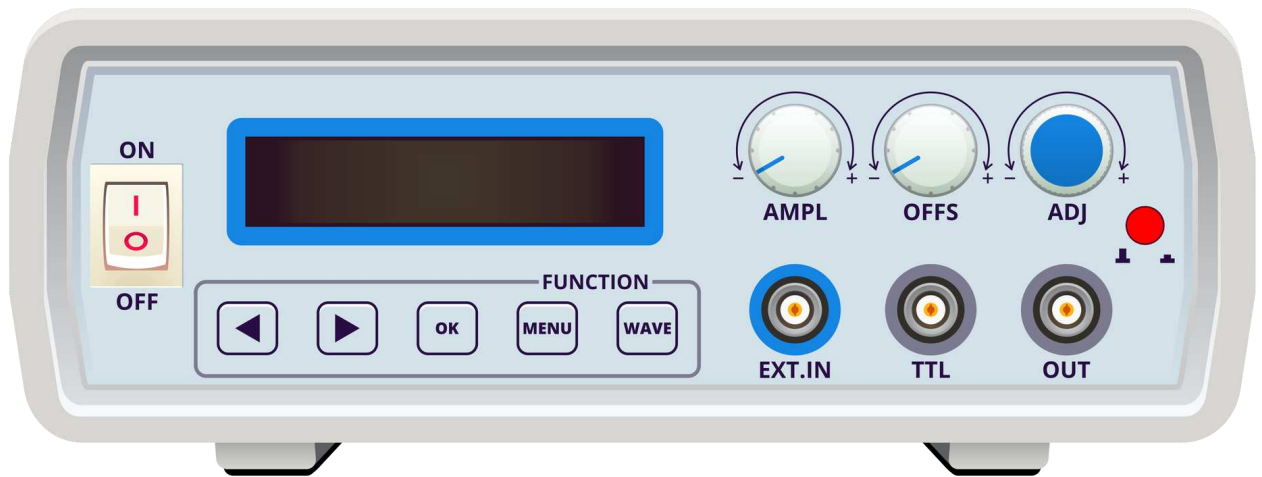 ON
I
O
OFF
FUNCTION
OK
MENU
WAVE
− +
− +
− +
AMPL
OFFS
ADJ
EXT.IN
TTL
OUT